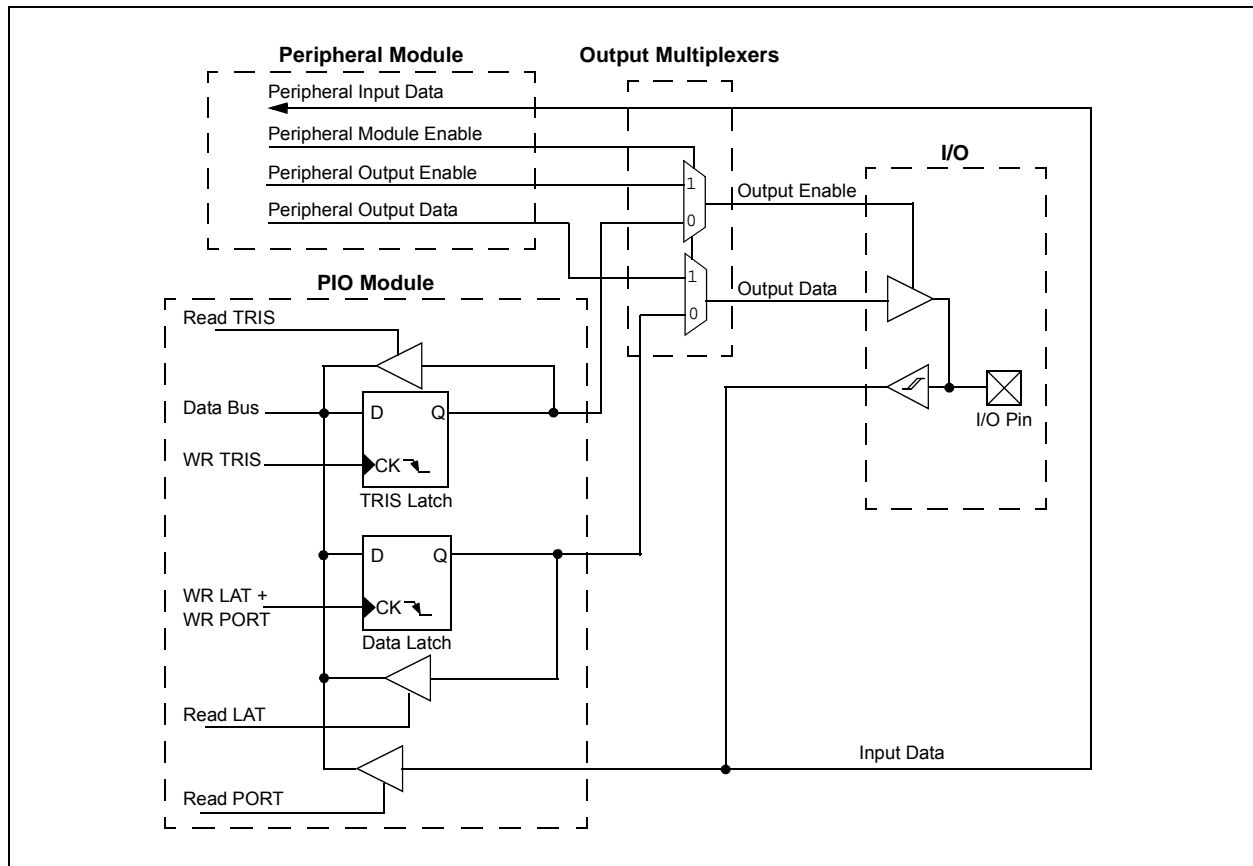 Peripheral Module
Output Multiplexers
Peripheral Input Data
Peripheral Module Enable
Peripheral Output Enable
Peripheral Output Data
1
0
1
0
Output Enable
Output Data
I/O
I/O Pin
PIO Module
Read TRIS
Data Bus
WR TRIS
D Q
CK
TRIS Latch
D Q
WR LAT +
WR PORT
CK
Data Latch
Read LAT
Read PORT
Input Data